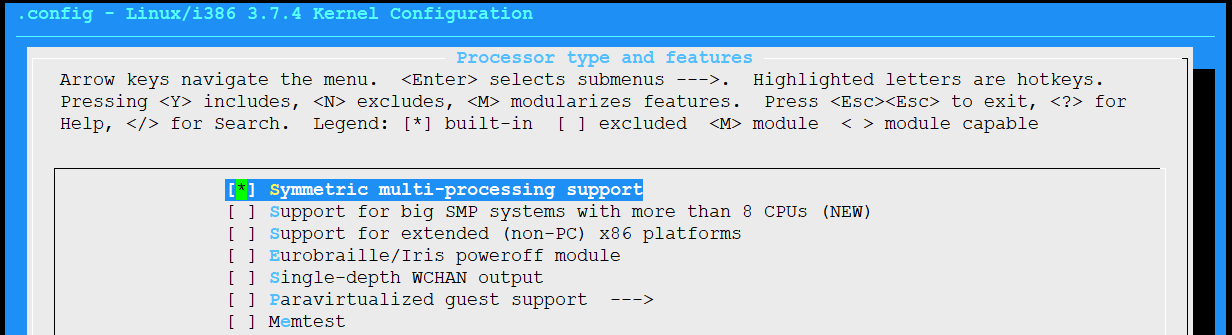 .config - Linux/i386 3.7.4 Kernel Configuration
Processor type and features
Arrow keys navigate the menu.  <Enter> selects submenus --->.  Highlighted letters are hotkeys.
Pressing <Y> includes, <N> excludes, <M> modularizes features.  Press <Esc><Esc> to exit, <?> for
Help, </> for Search.  Legend: [*] built-in  [ ] excluded  <M> module  < > module capable
[*] Symmetric multi-processing support
[ ] Support for big SMP systems with more than 8 CPUs (NEW)
[ ] Support for extended (non-PC) x86 platforms
[ ] Eurobraille/Iris poweroff module
[ ] Single-depth WCHAN output
[ ] Paravirtualized guest support  --->
[ ] Memtest